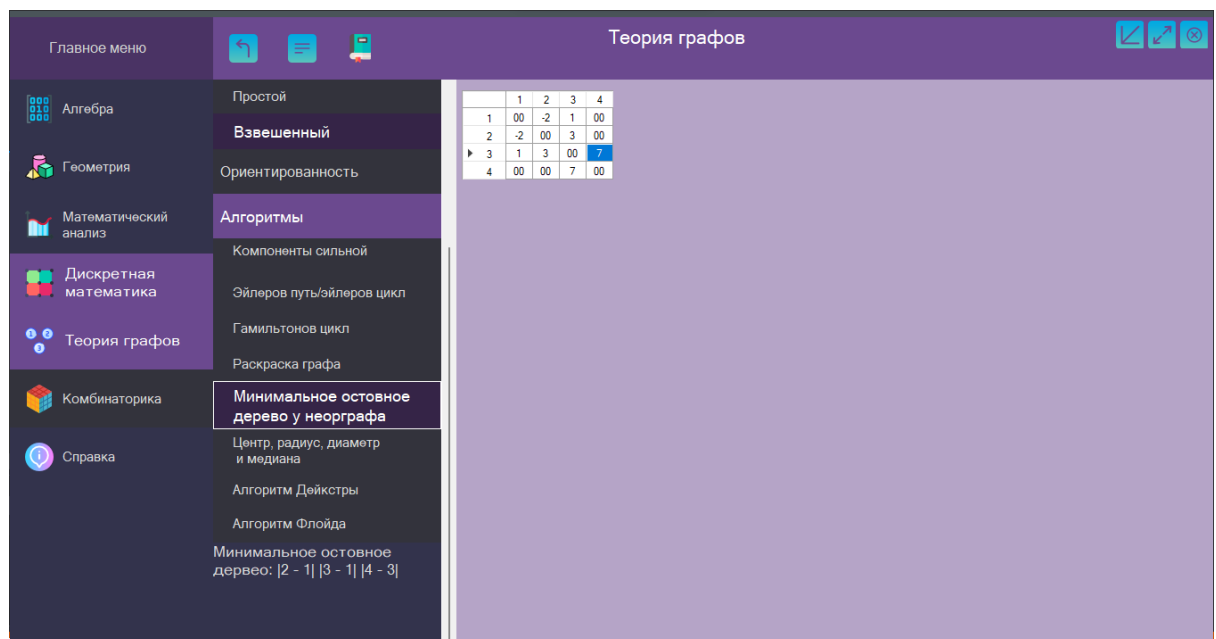 Главное меню
Теория графов
Алгебра
Геометрия
Математический
анализ
Дискретная
математика
Теория графов
Комбинаторика
Справка
Простой
Взвешенный
Ориентированность
Алгоритмы
Компоненты сильной
Эйлеров путь/эйлеров цикл
Гамильтонов цикл
Раскраска графа
Минимальное остовное
дерево у неорграфа
Центр, радиус, диаметр
и медиана
Алгоритм Дейкстры
Алгоритм Флойда
Минимальное остовное
дервео: |2 - 1| |3 - 1| |4 - 3|
1 2 3 4
1 00 -2 1 00
2 -2 00 3 00
3 1 3 00 7
4 00 00 7 00